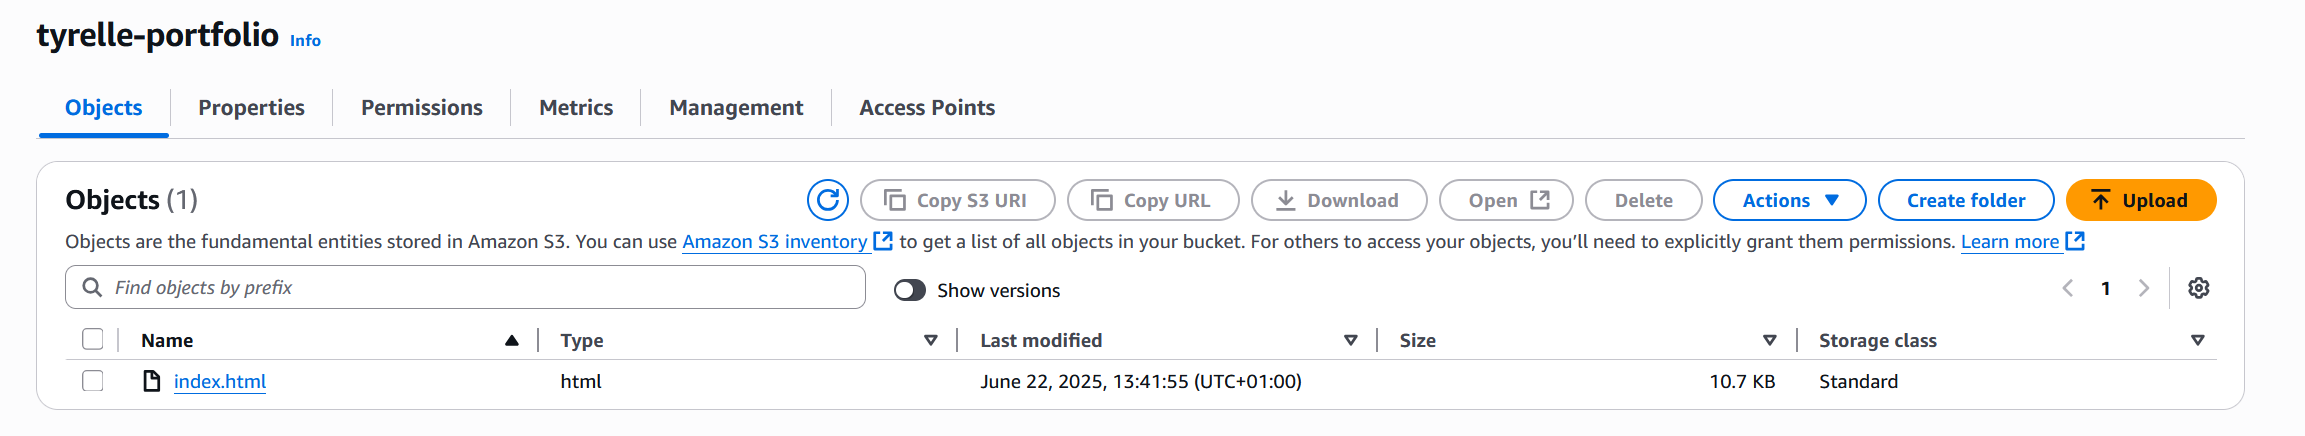 tyrelle-portfolio Info
Objects Properties Permissions Metrics Management Access Points
Objects (1) Copy S3 URI Copy URL Download Open Delete Actions Create folder Upload
Objects are the fundamental entities stored in Amazon S3. You can use Amazon S3 inventory to get a list of all objects in your bucket. For others to access your objects, you’ll need to explicitly grant them permissions. Learn more
Find objects by prefix Show versions 1
Name Type Last modified Size Storage class
index.html html June 22, 2025, 13:41:55 (UTC+01:00) 10.7 KB Standard